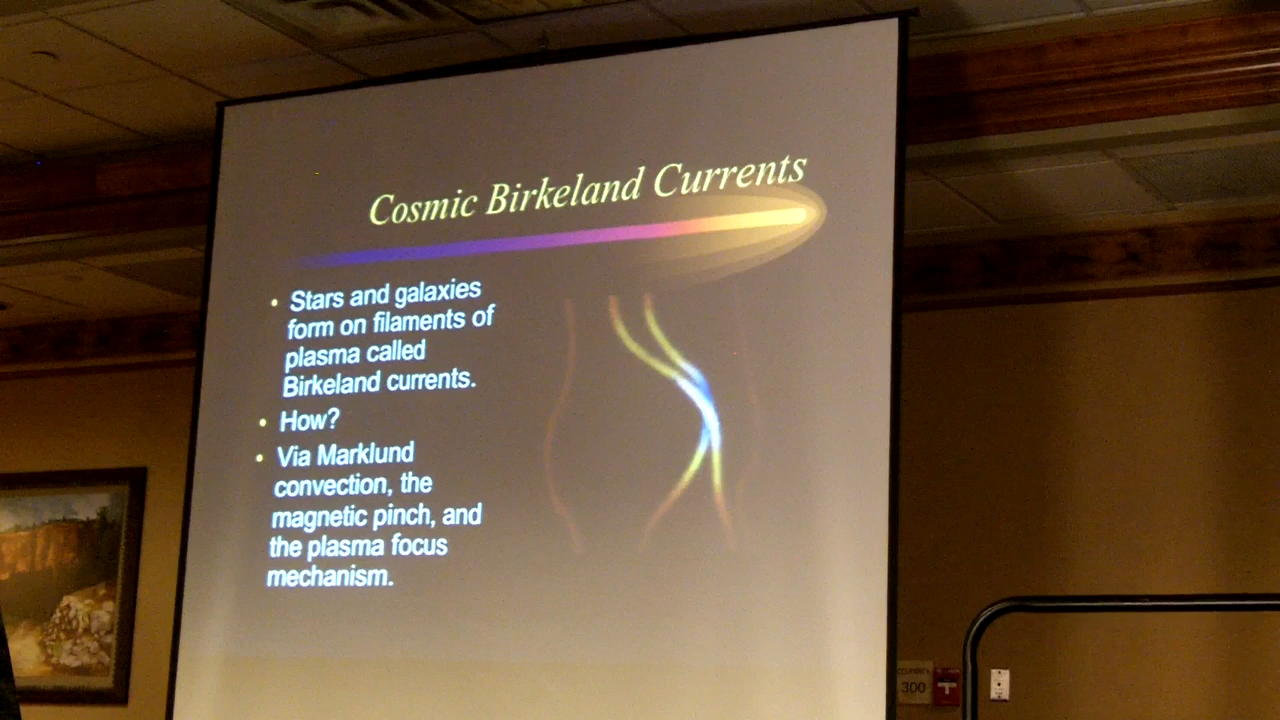 Cosmic Birkeland Currents
• Stars and galaxies
form on filaments of
plasma called
Birkeland currents.
• How?
• Via Marklund
convection, the
magnetic pinch, and
the plasma focus
mechanism.
300